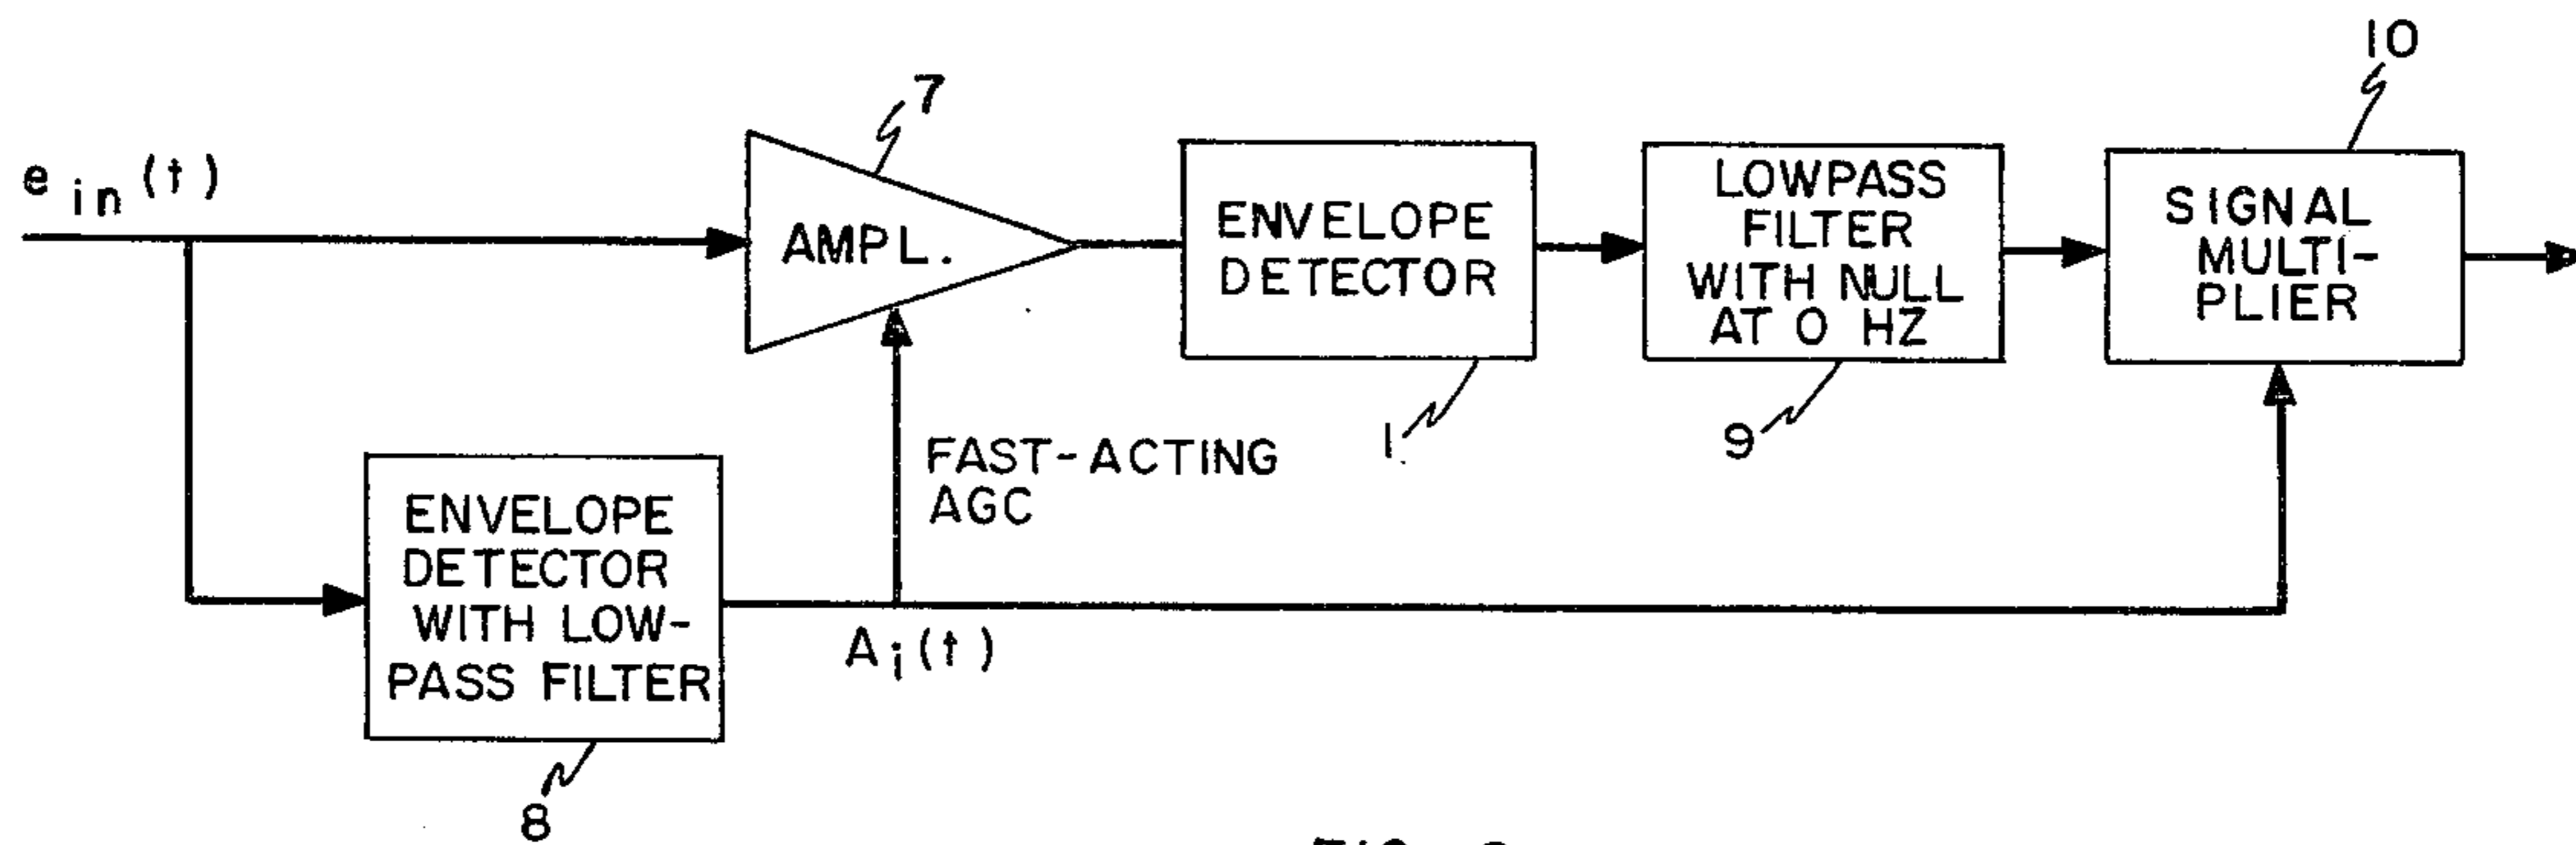 10
7
e in (t)
AMPL.
ENVELOPE
DETECTOR
LOWPASS
FILTER
WITH NULL
AT 0 HZ
SIGNAL
MULTI-
PLIER
1
9
FAST-ACTING
AGC
ENVELOPE
DETECTOR
WITH LOW-
PASS FILTER
A i (t)
8